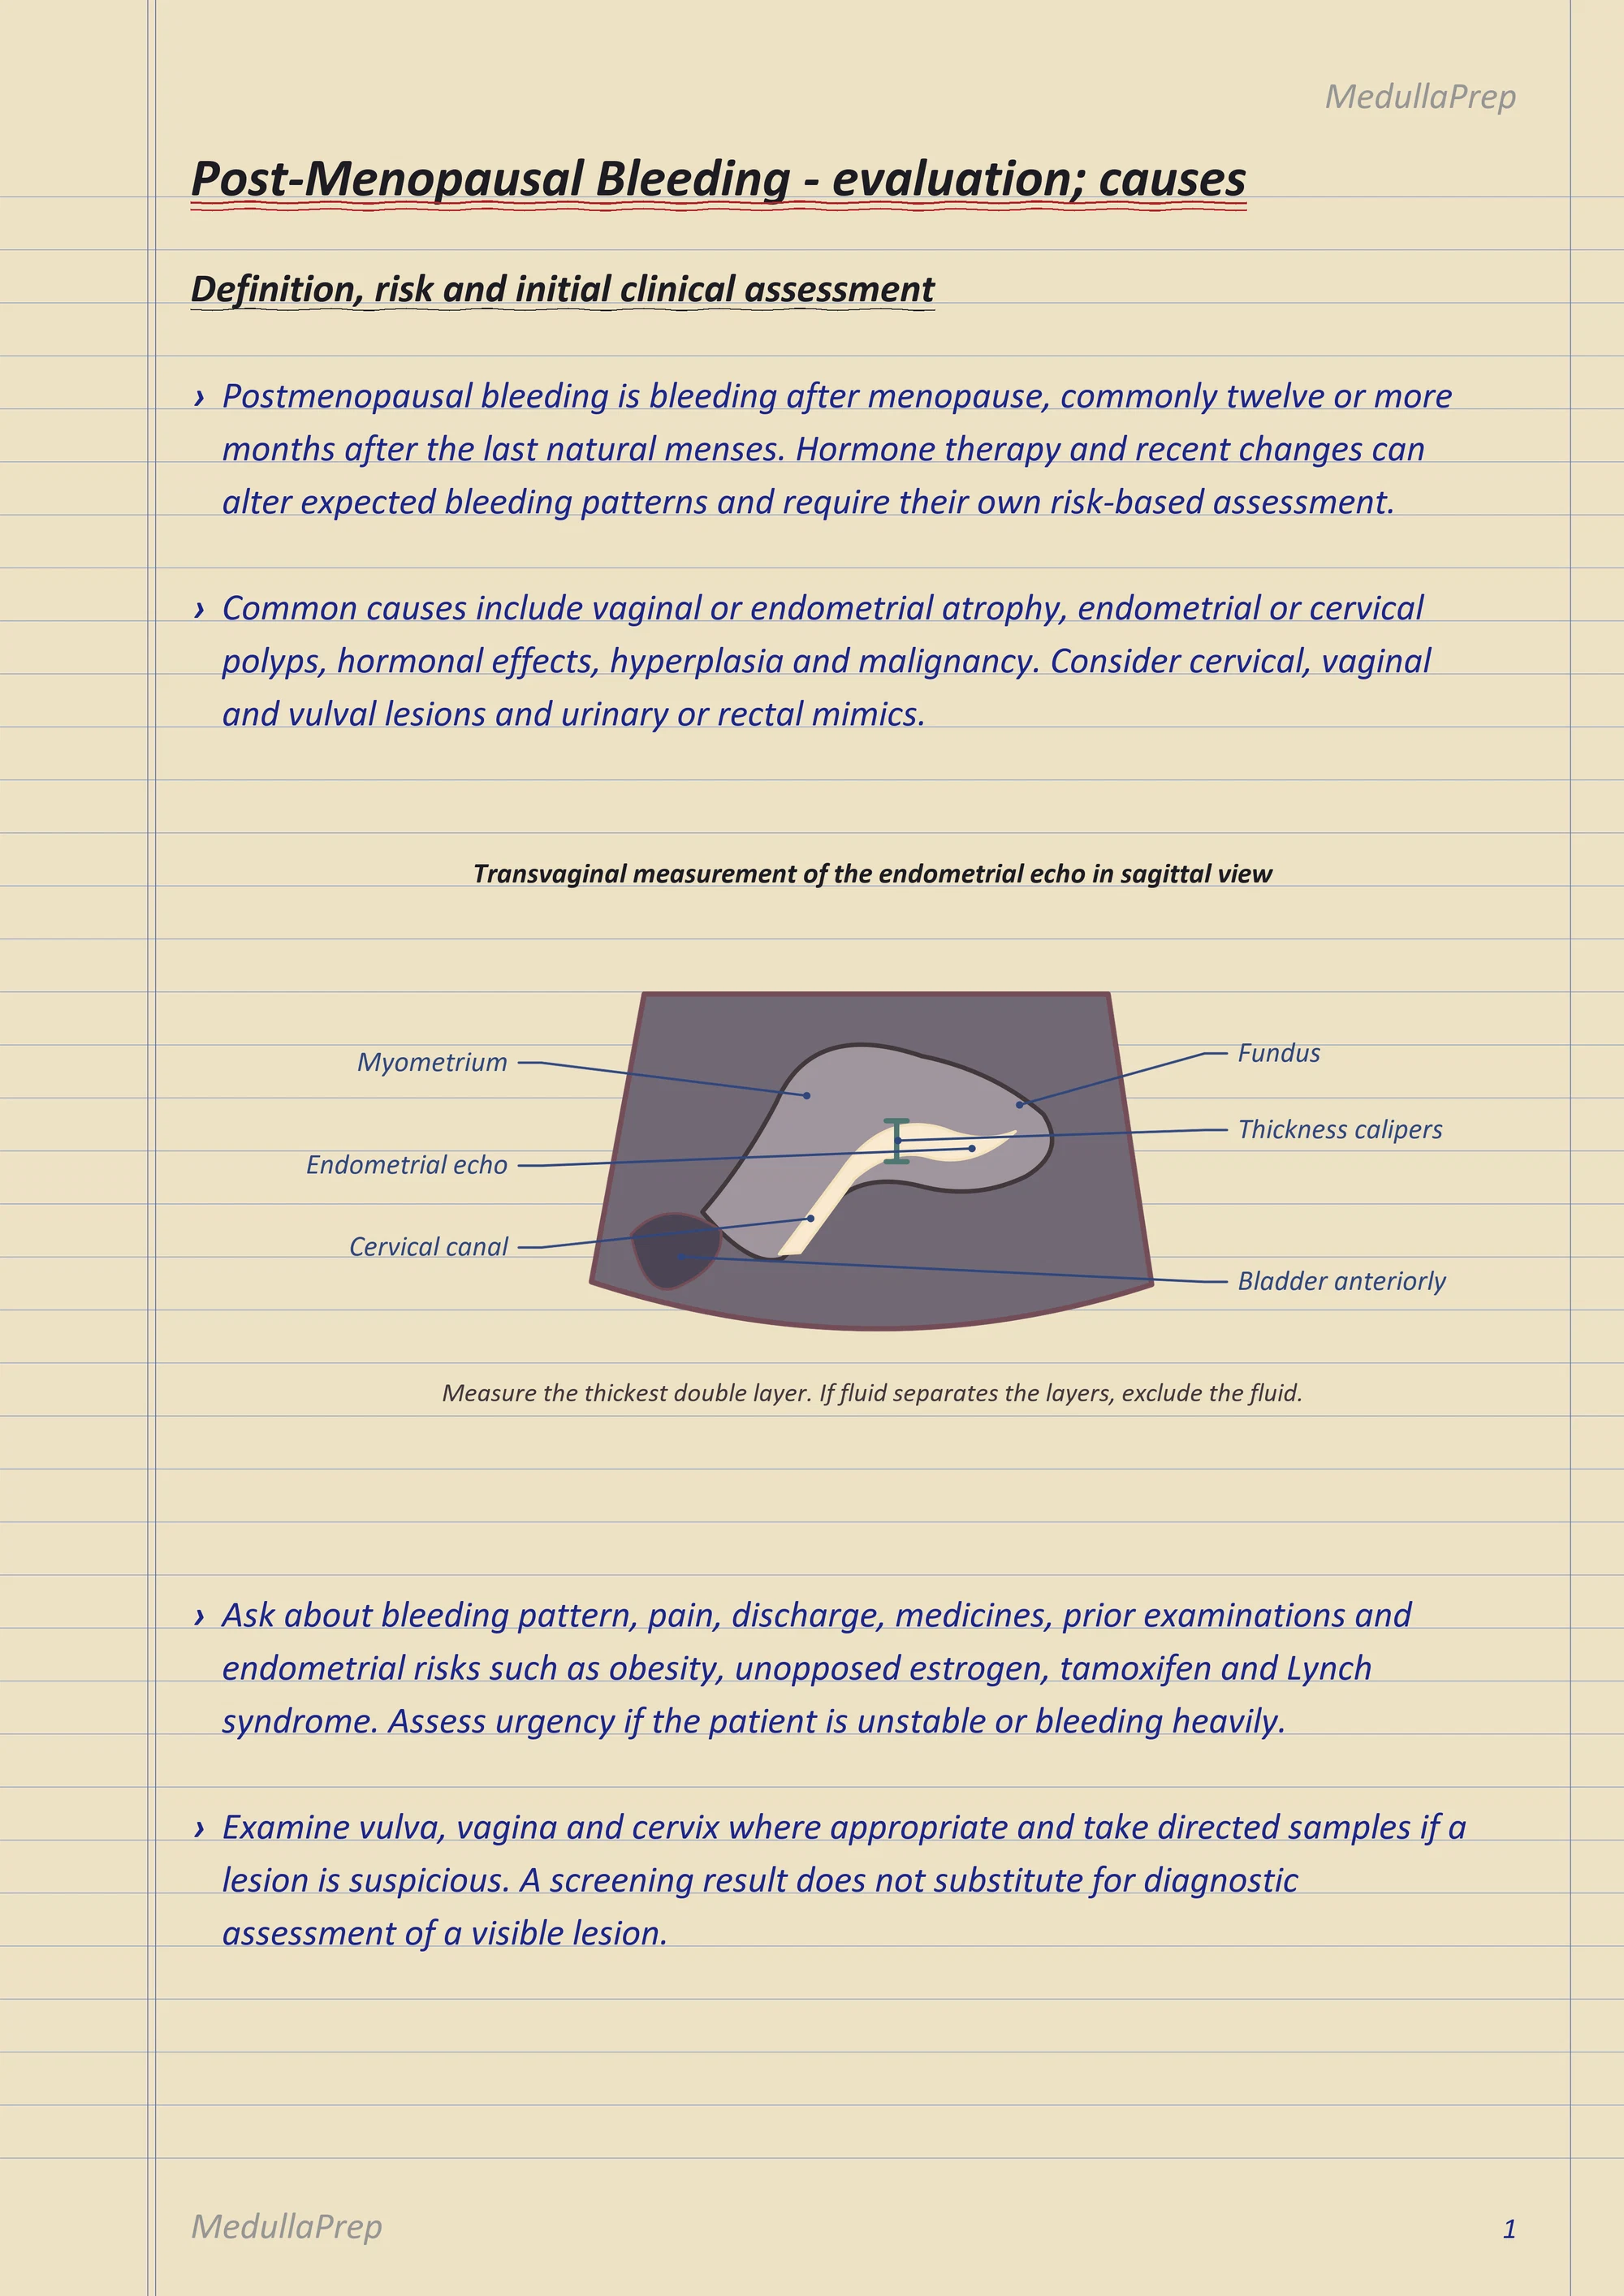 MedullaPrep
Post-Menopausal Bleeding - evaluation; causes
Definition, risk and initial clinical assessment
› Postmenopausal bleeding is bleeding after menopause, commonly twelve or more
months after the last natural menses. Hormone therapy and recent changes can
alter expected bleeding patterns and require their own risk-based assessment.
› Common causes include vaginal or endometrial atrophy, endometrial or cervical
polyps, hormonal effects, hyperplasia and malignancy. Consider cervical, vaginal
and vulval lesions and urinary or rectal mimics.
Transvaginal measurement of the endometrial echo in sagittal view
Myometrium
Fundus
Thickness calipers
Endometrial echo
Cervical canal
Bladder anteriorly
Measure the thickest double layer. If fluid separates the layers, exclude the fluid.
› Ask about bleeding pattern, pain, discharge, medicines, prior examinations and
endometrial risks such as obesity, unopposed estrogen, tamoxifen and Lynch
syndrome. Assess urgency if the patient is unstable or bleeding heavily.
› Examine vulva, vagina and cervix where appropriate and take directed samples if a
lesion is suspicious. A screening result does not substitute for diagnostic
assessment of a visible lesion.
MedullaPrep
1